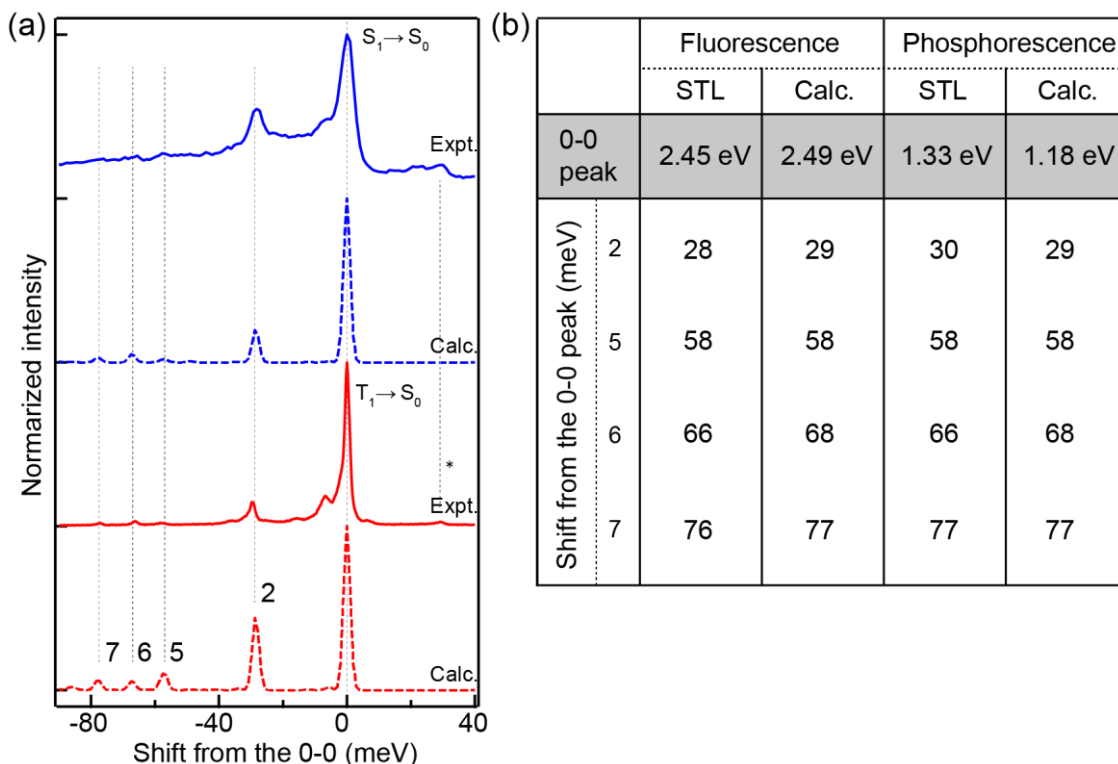 (a)
S1→S0
Expt.
Calc.
T1→S0
*
Expt.
2
7 6 5
Calc.
Normarized intensity
-80 -40 0 40
Shift from the 0-0 (meV)
(b)
Fluorescence Phosphorescence
STL Calc. STL Calc.
0-0 peak 2.45 eV 2.49 eV 1.33 eV 1.18 eV
Shift from the 0-0 peak (meV)
2 28 29 30 29
5 58 58 58 58
6 66 68 66 68
7 76 77 77 77